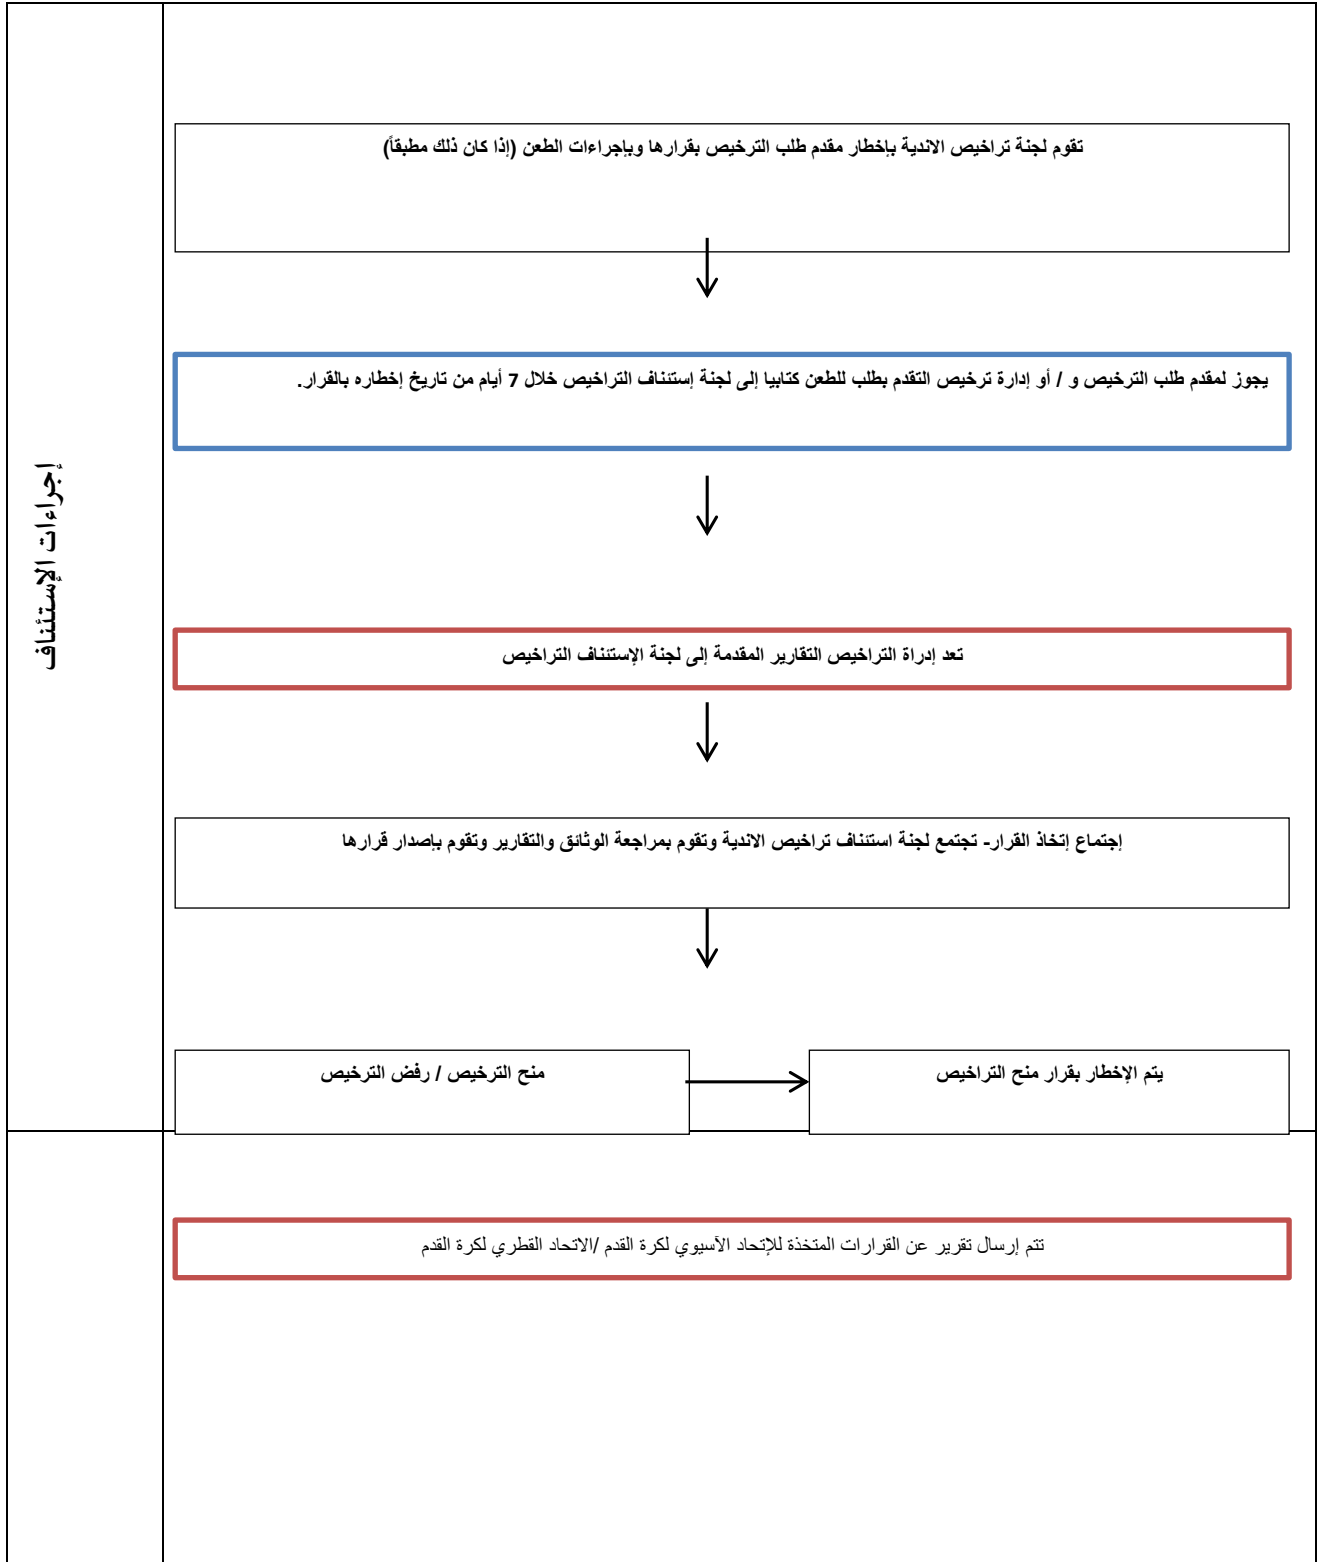 إجراءات الإستئناف
تقوم لجنة تراخيص الاندية بإخطار مقدم طلب الترخيص بقرارها وبإجراءات الطعن (إذا كان ذلك مطبقاً)
يجوز لمقدم طلب الترخيص و / أو إدارة ترخيص التقدم بطلب للطعن كتابيا إلى لجنة إستئناف التراخيص خلال 7 أيام من تاريخ إخطاره بالقرار.
تعد إدراة التراخيص التقارير المقدمة إلى لجنة الإستئناف التراخيص
إجتماع إتخاذ القرار- تجتمع لجنة استئناف تراخيص الاندية وتقوم بمراجعة الوثائق والتقارير وتقوم بإصدار قرارها
منح الترخيص / رفض الترخيص
يتم الإخطار بقرار منح التراخيص
تتم إرسال تقرير عن القرارات المتخذة للإتحاد الآسيوي لكرة القدم /الاتحاد القطري لكرة القدم